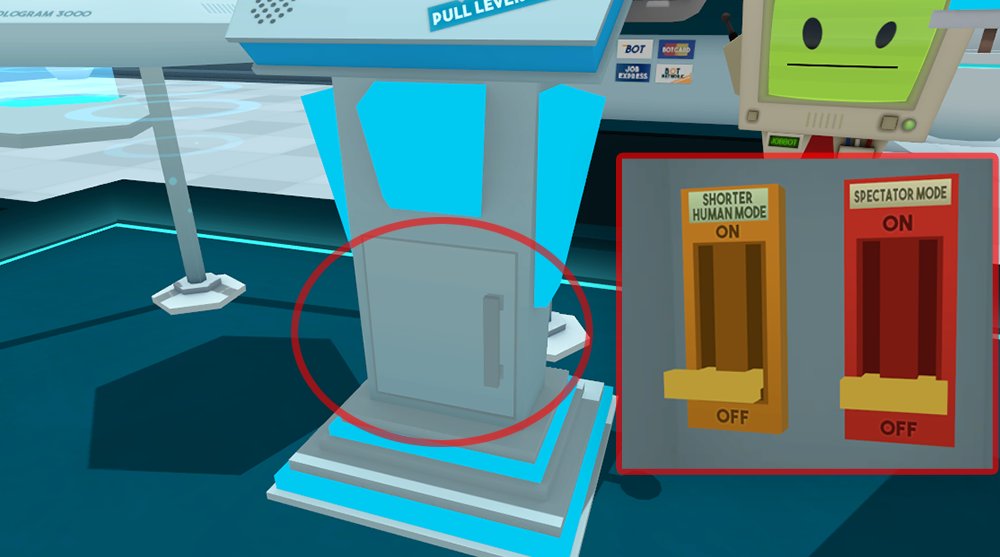 OLOGRAM 3000
PULL LEVER
BOT
BOTCARD
JOB
EXPRESS
BOT
NETWORK
JOBBOT
SHORTER
HUMAN MODE
ON
OFF
SPECTATOR MODE
ON
OFF